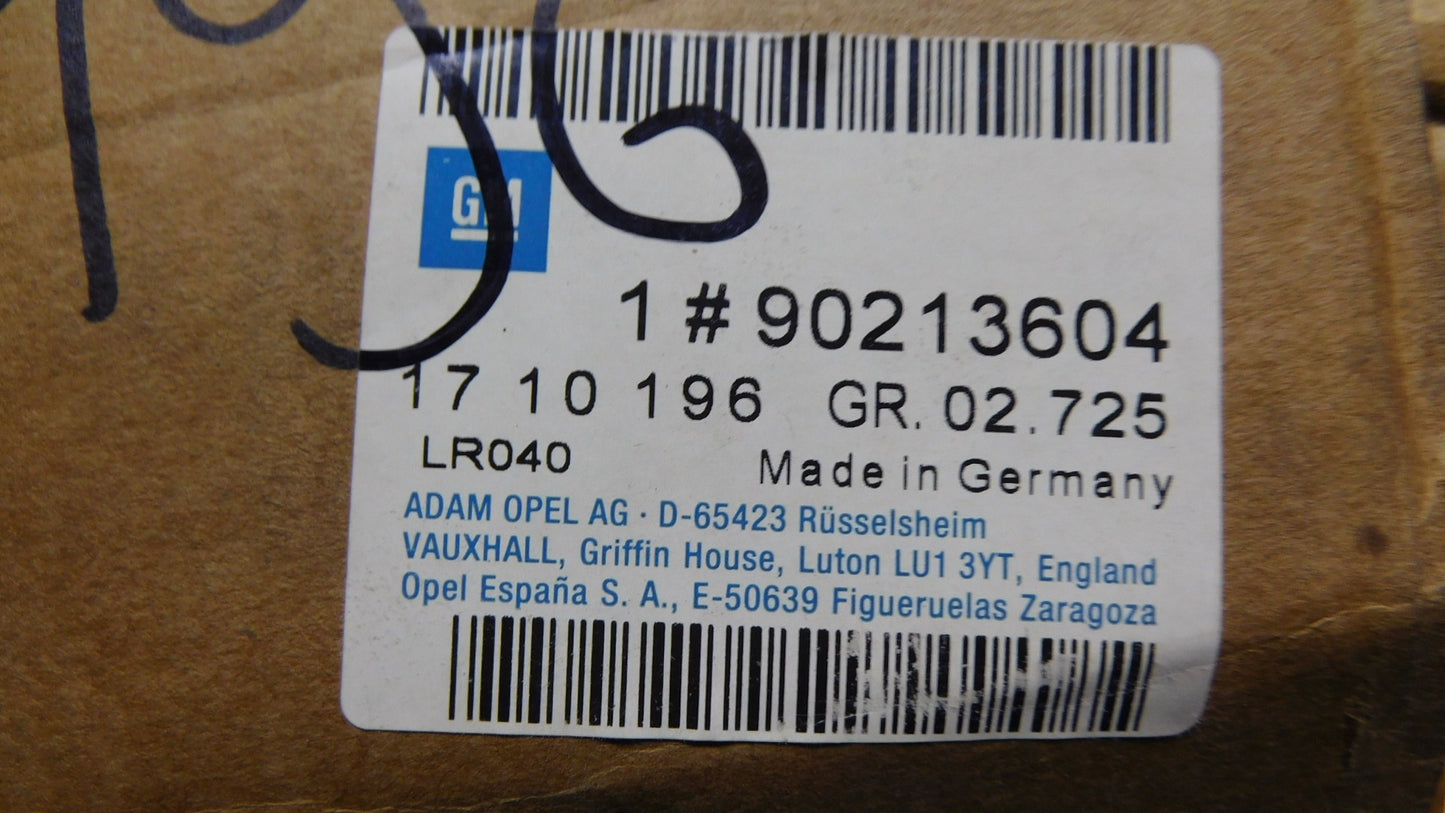 GM
1 # 90213604
17 10 196 GR. 02.725
LR040 Made in Germany
ADAM OPEL AG · D-65423 Rüsselsheim
VAUXHALL, Griffin House, Luton LU1 3YT, England
Opel España S. A., E-50639 Figueruelas Zaragoza